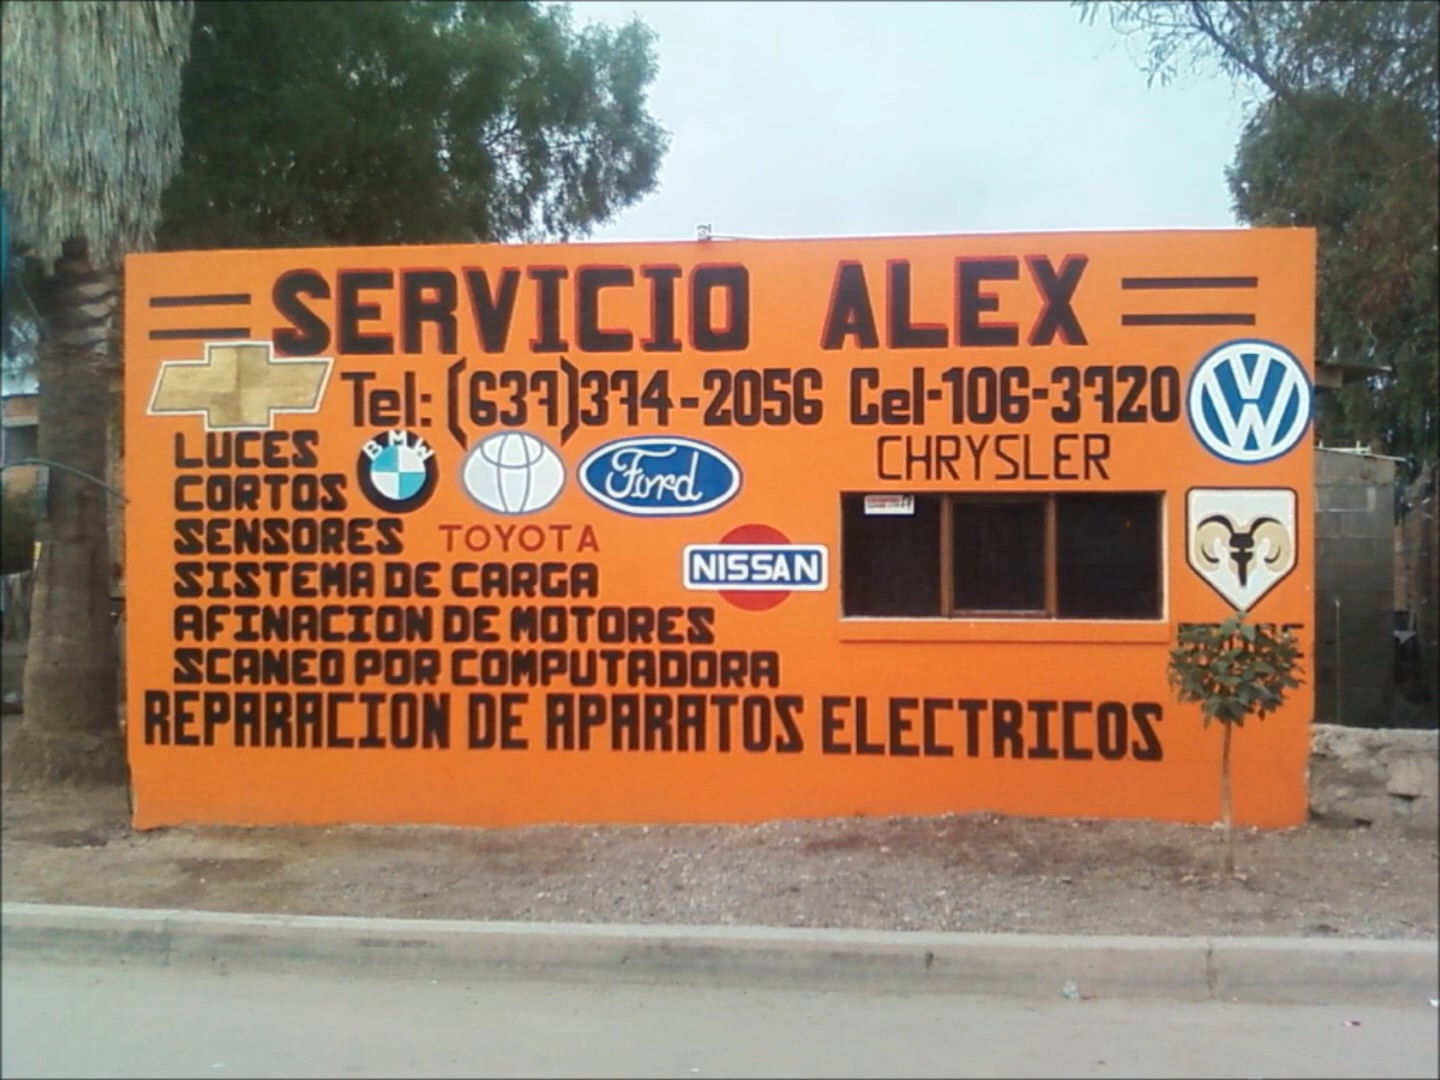 SERVICIO ALEX
Tel: (637)374-2056 Cel-106-3720
CHRYSLER
LUCES
CORTOS
BMW
Ford
SENSORES
TOYOTA
NISSAN
SISTEMA DE CARGA
AFINACION DE MOTORES
SCANEO POR COMPUTADORA
REPARACION DE APARATOS ELECTRICOS